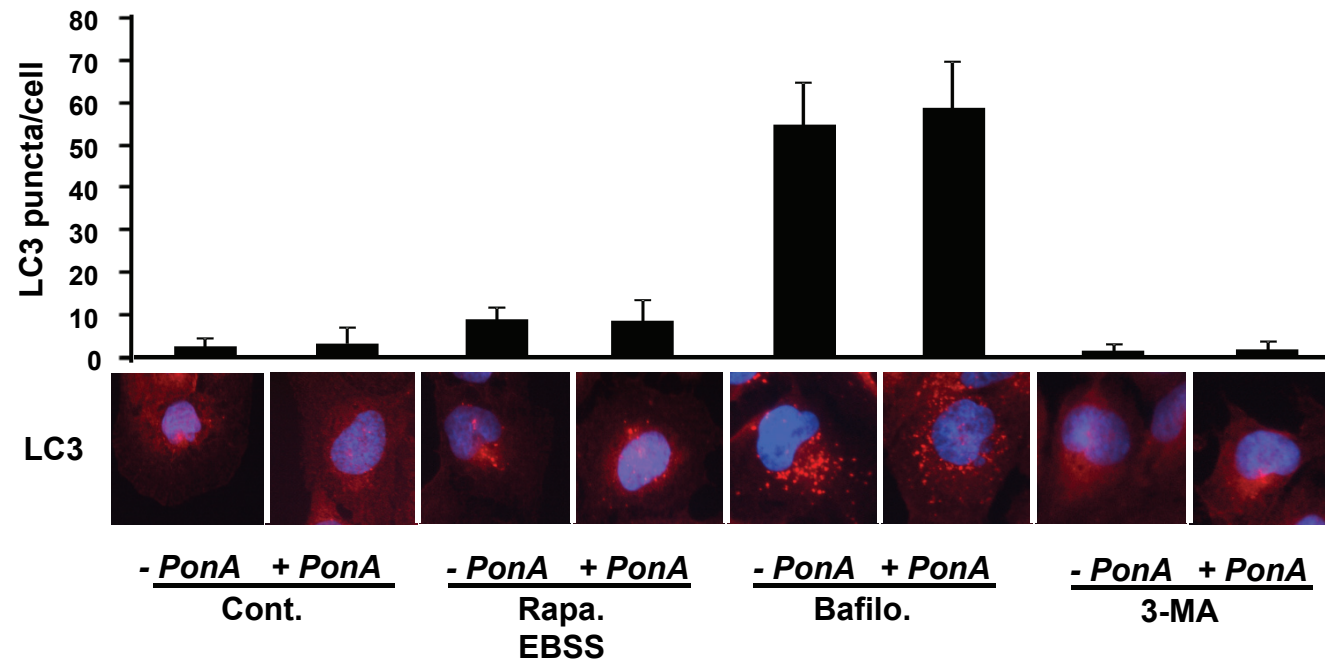 80
70
60
50
40
30
20
10
0
LC3 puncta/cell
LC3
- PonA + PonA - PonA + PonA - PonA + PonA - PonA + PonA
Cont. Rapa. Bafilo. 3-MA
EBSS